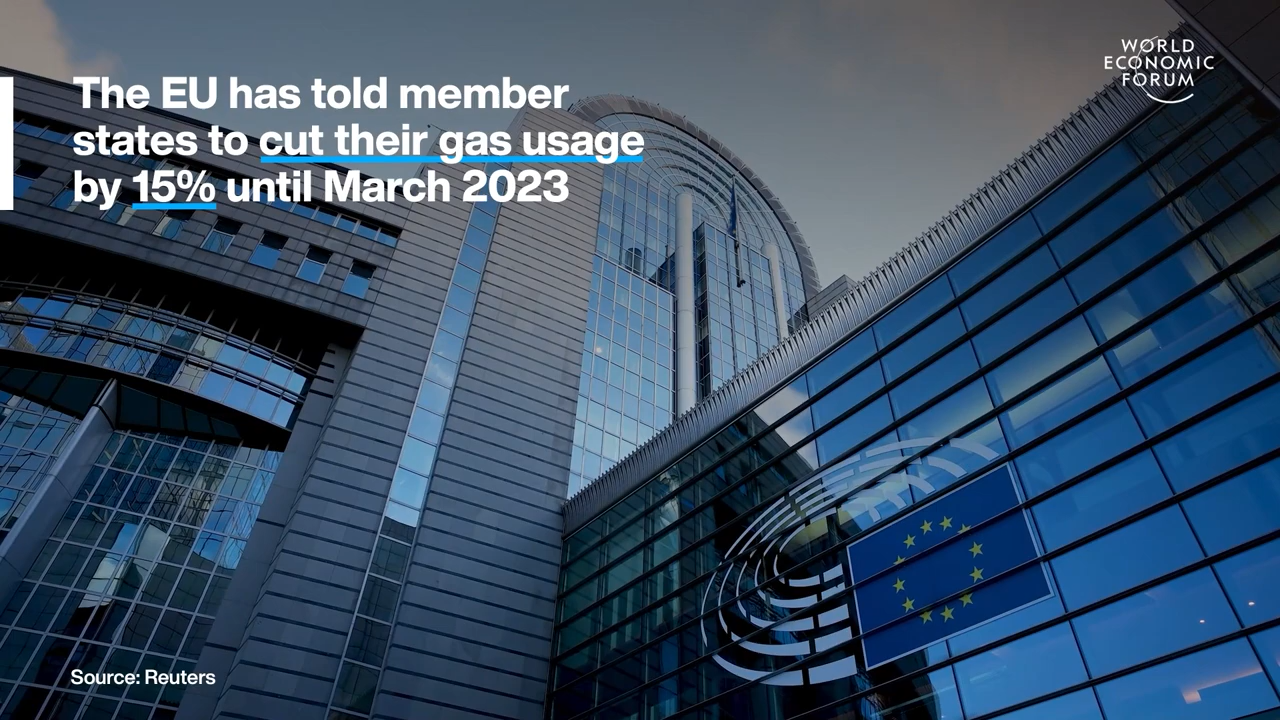 The EU has told member
states to cut their gas usage
by 15% until March 2023
WORLD
ECONOMIC
FORUM
Source: Reuters